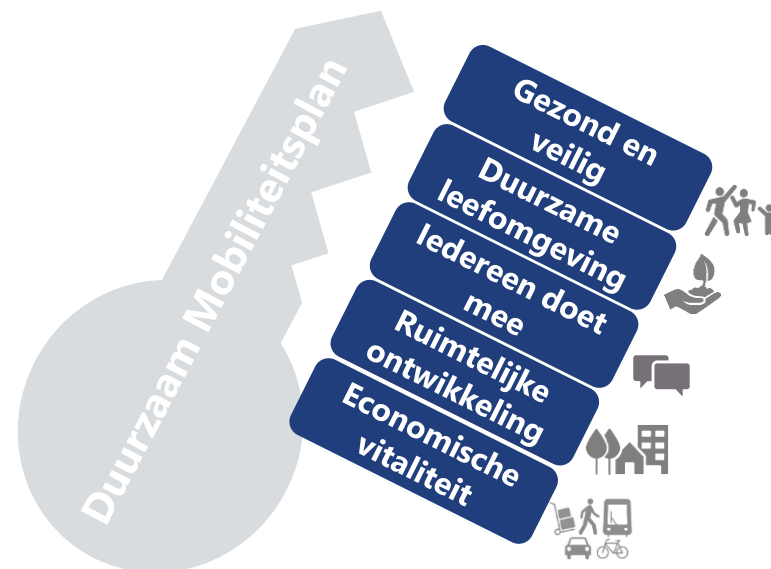 Duurzaam Mobiliteitsplan
Gezond en
veilig
Duurzame
leefomgeving
Iedereen doet
mee
Ruimtelijke
ontwikkeling
Economische
vitaliteit